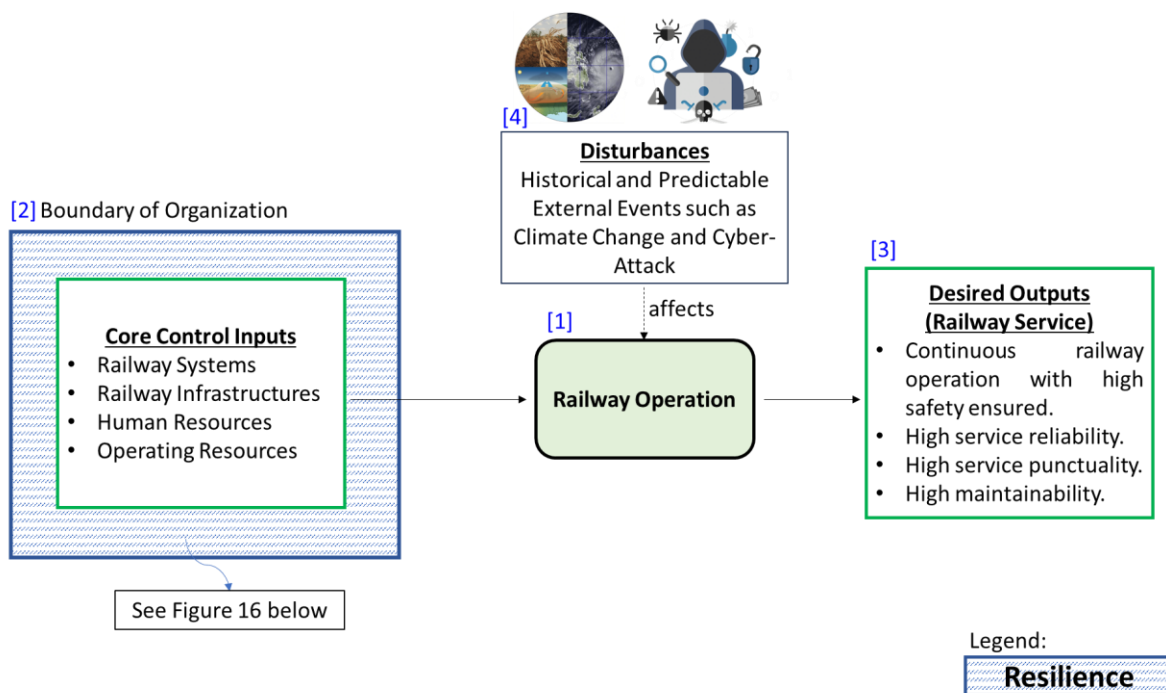 [4]
Disturbances
Historical and Predictable
External Events such as
Climate Change and Cyber-
Attack
[2] Boundary of Organization
Core Control Inputs
• Railway Systems
• Railway Infrastructures
• Human Resources
• Operating Resources
See Figure 16 below
affects
[1]
Railway Operation
[3]
Desired Outputs
(Railway Service)
• Continuous railway
operation with high
safety ensured.
• High service reliability.
• High service punctuality.
• High maintainability.
Legend:
Resilience